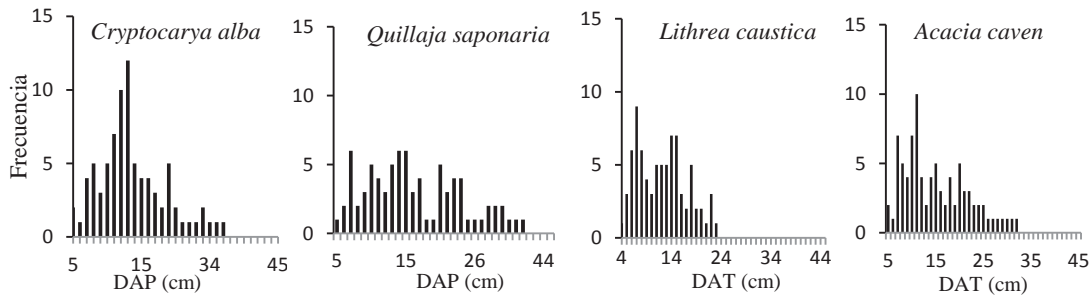 Cryptocarya alba
Quillaja saponaria
Lithrea caustica
Acacia caven
Frecuencia
15
10
5
0
5 15 34 45
DAP (cm)
15
10
5
0
5 15 26 44
DAP (cm)
15
10
5
0
4 14 24 34 44
DAT (cm)
15
10
5
0
5 15 25 35 45
DAT (cm)